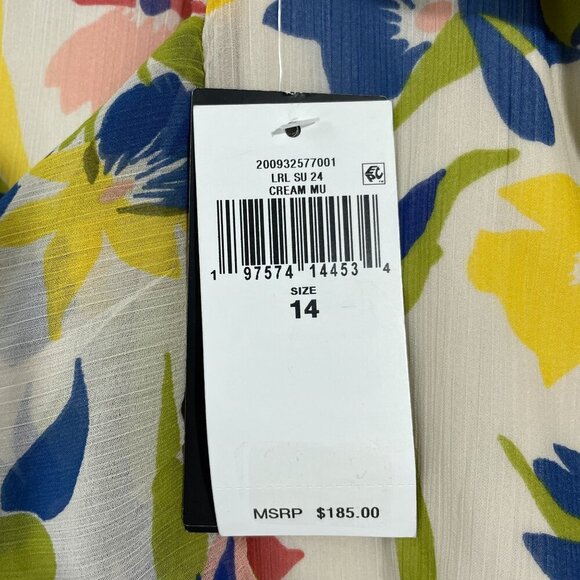 200932577001
LRL SU 24
CREAM MU
1 97574 14453 4
SIZE
14
MSRP $185.00